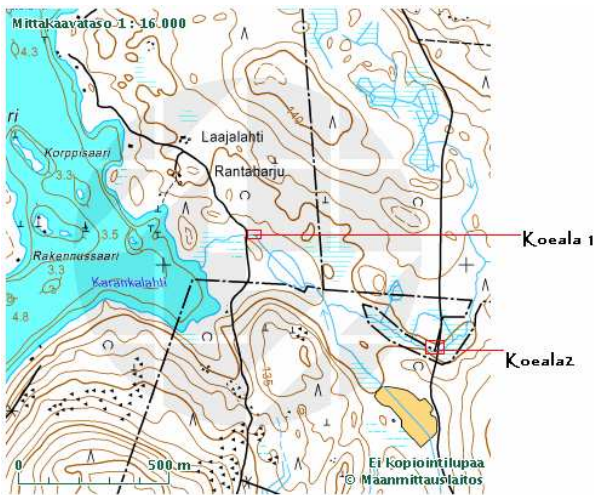 Mittakaavataso 1 : 16.000
4.3
ri
Laajalahti
Korppisaari
Rantaharju
140
3.3
3.5
Rakennussaari
3.3
Karankalahti
4.8
Koeala 1
Koeala2
135
0
500 m
Ei kopiointilupaa
© Maanmittauslaitos